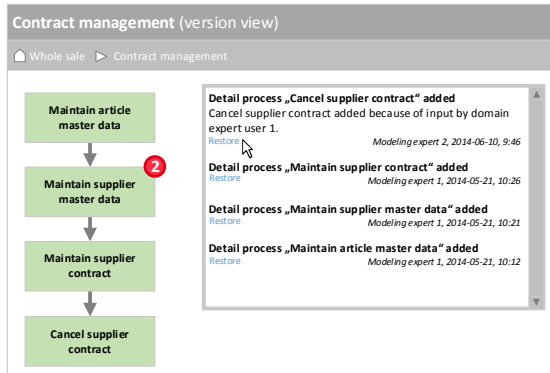 Contract management (version view)
Whole sale Contract management
Maintain article
master data
2
Maintain supplier
master data
Maintain supplier
contract
Cancel supplier
contract
Detail process „Cancel supplier contract“ added
Cancel supplier contract added because of input by domain
expert user 1.
Restore Modeling expert 2, 2014-06-10, 9:46
Detail process „Maintain supplier contract“ added
Restore Modeling expert 1, 2014-05-21, 10:26
Detail process „Maintain supplier master data“ added
Restore Modeling expert 1, 2014-05-21, 10:21
Detail process „Maintain article master data“ added
Restore Modeling expert 1, 2014-05-21, 10:12